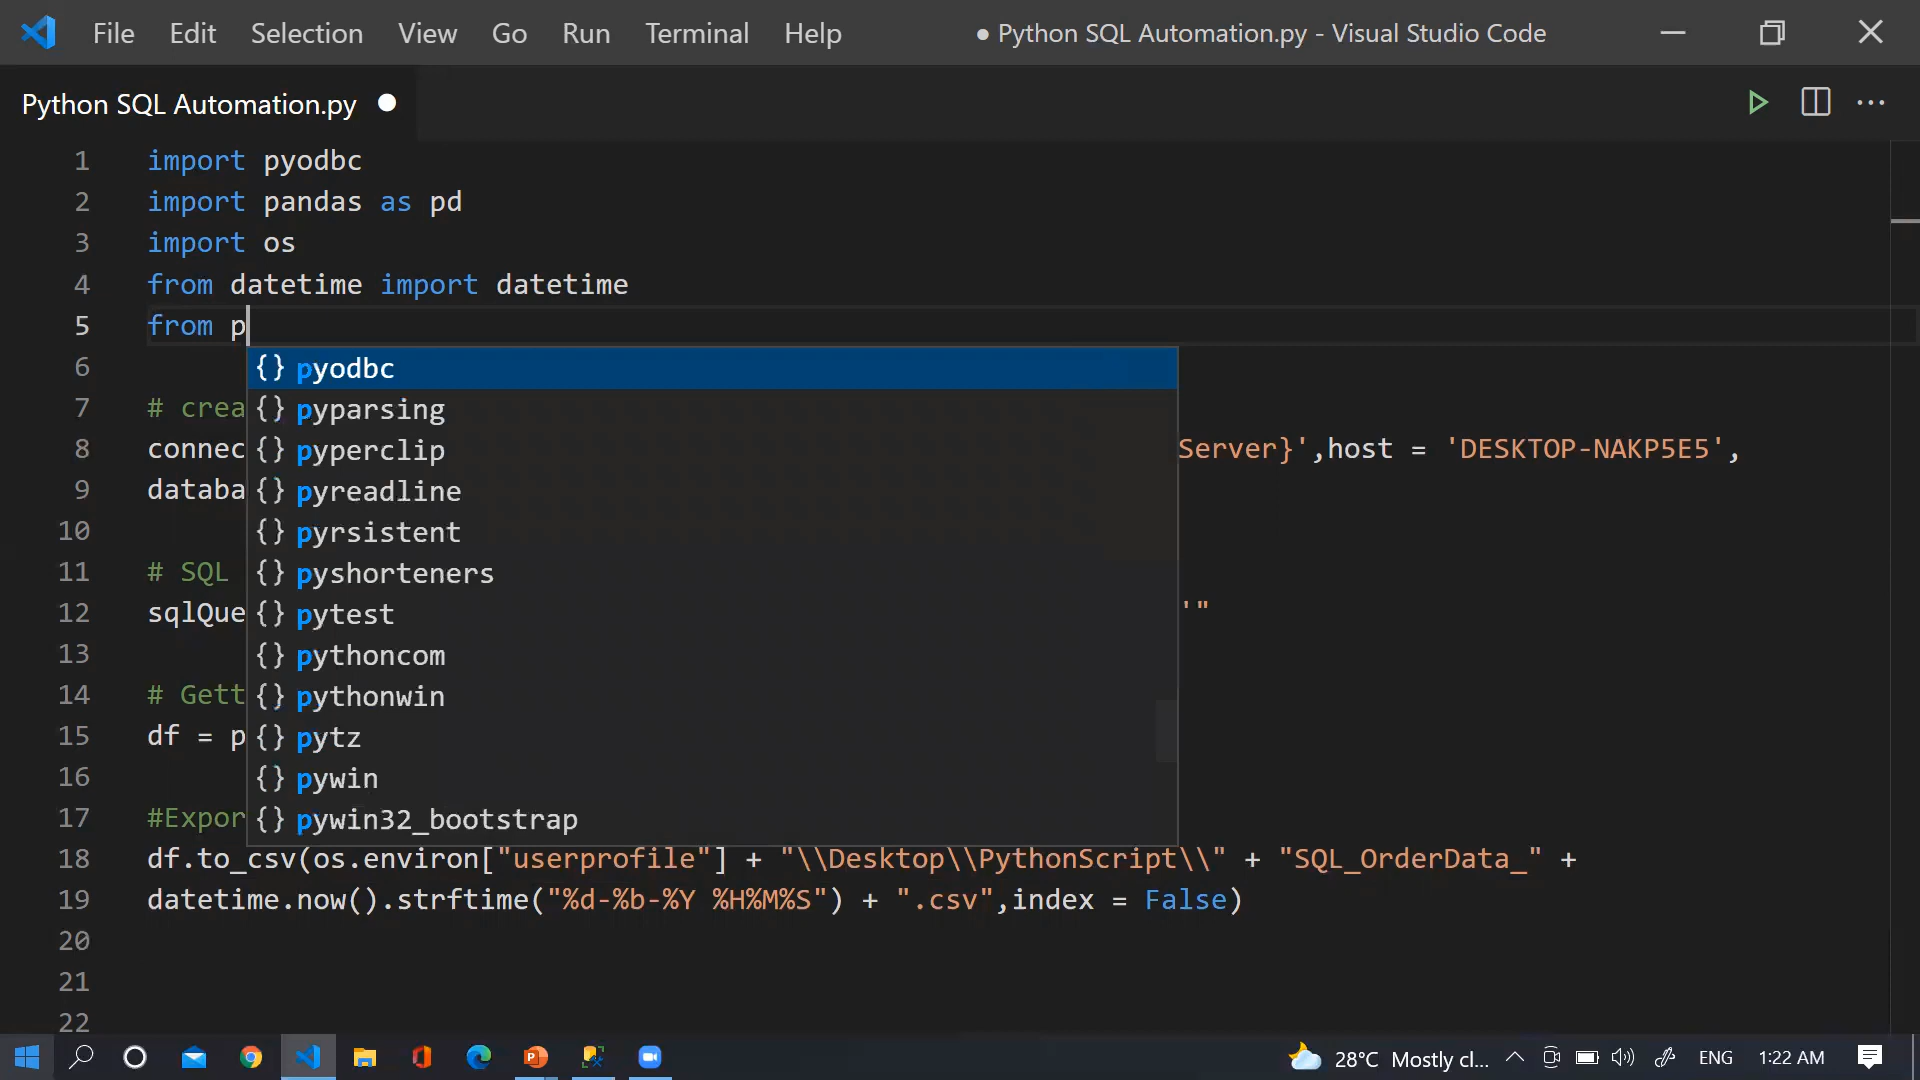 File Edit Selection View Go Run Terminal Help ● Python SQL Automation.py - Visual Studio Code
Python SQL Automation.py
1 import pyodbc
2 import pandas as pd
3 import os
4 from datetime import datetime
5 from p
6
{} pyodbc
7 # crea
{} pyparsing
8 connec
{} pyperclip
Server}',host = 'DESKTOP-NAKP5E5',
9 databa
{} pyreadline
10
{} pyrsistent
11 # SQL
{} pyshorteners
12 sqlQue
{} pytest
'"
13
{} pythoncom
14 # Gett
{} pythonwin
15 df = p
{} pytz
16
{} pywin
17 #Expor
{} pywin32_bootstrap
18 df.to_csv(os.environ["userprofile"] + "\\Desktop\\PythonScript\\" + "SQL_OrderData_" +
19 datetime.now().strftime("%d-%b-%Y %H%M%S") + ".csv",index = False)
20
21
22
28°C Mostly cl... ENG 1:22 AM